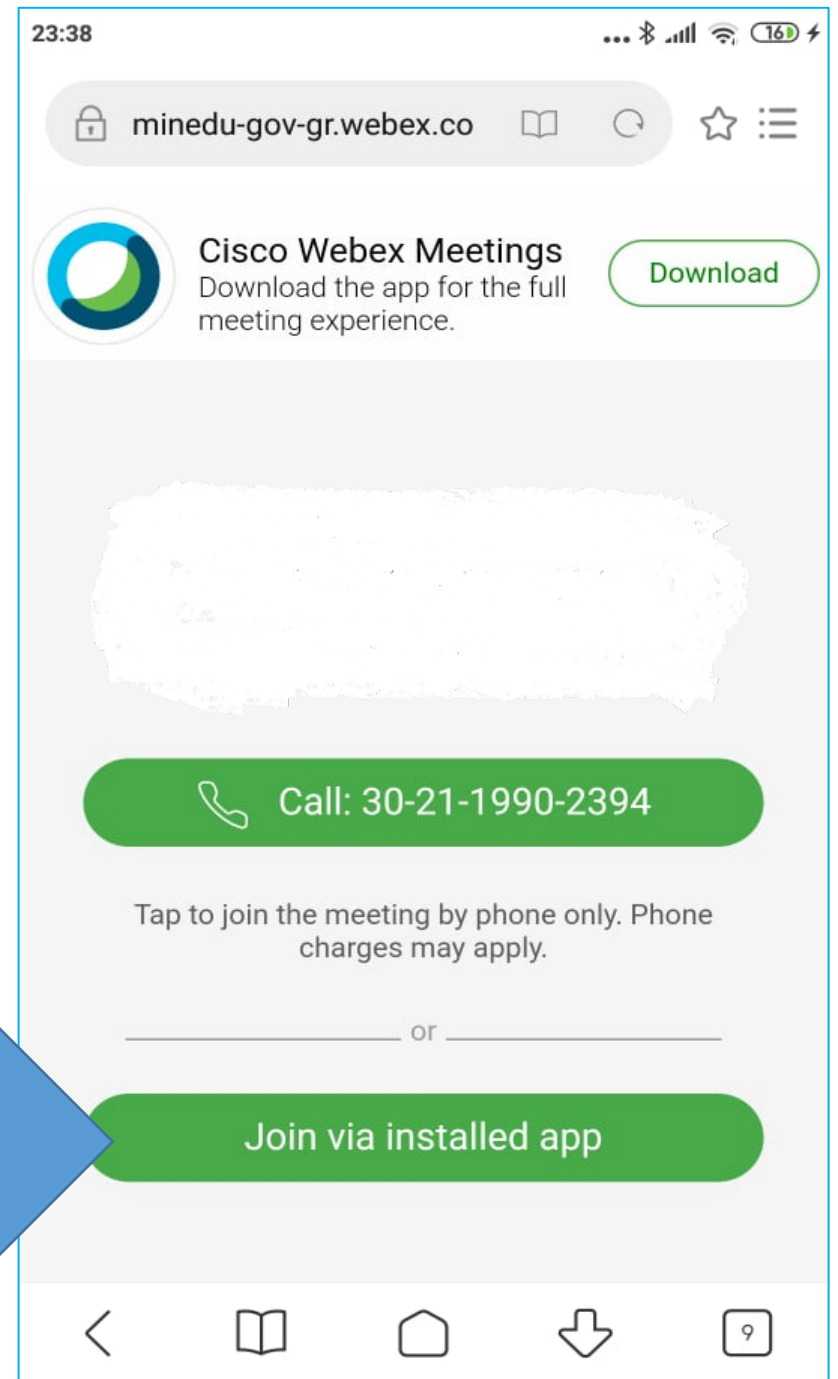 23:38
16
minedu-gov-gr.webex.co
Cisco Webex Meetings
Download the app for the full
meeting experience.
Download
Call: 30-21-1990-2394
Tap to join the meeting by phone only. Phone
charges may apply.
or
Join via installed app
9